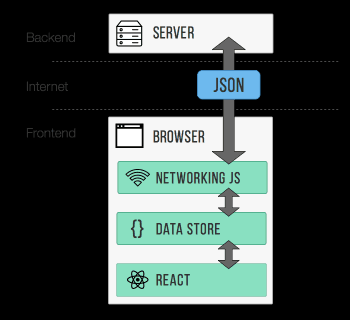 Backend
SERVER
Internet
JSON
Frontend
BROWSER
NETWORKING JS
{} DATA STORE
REACT